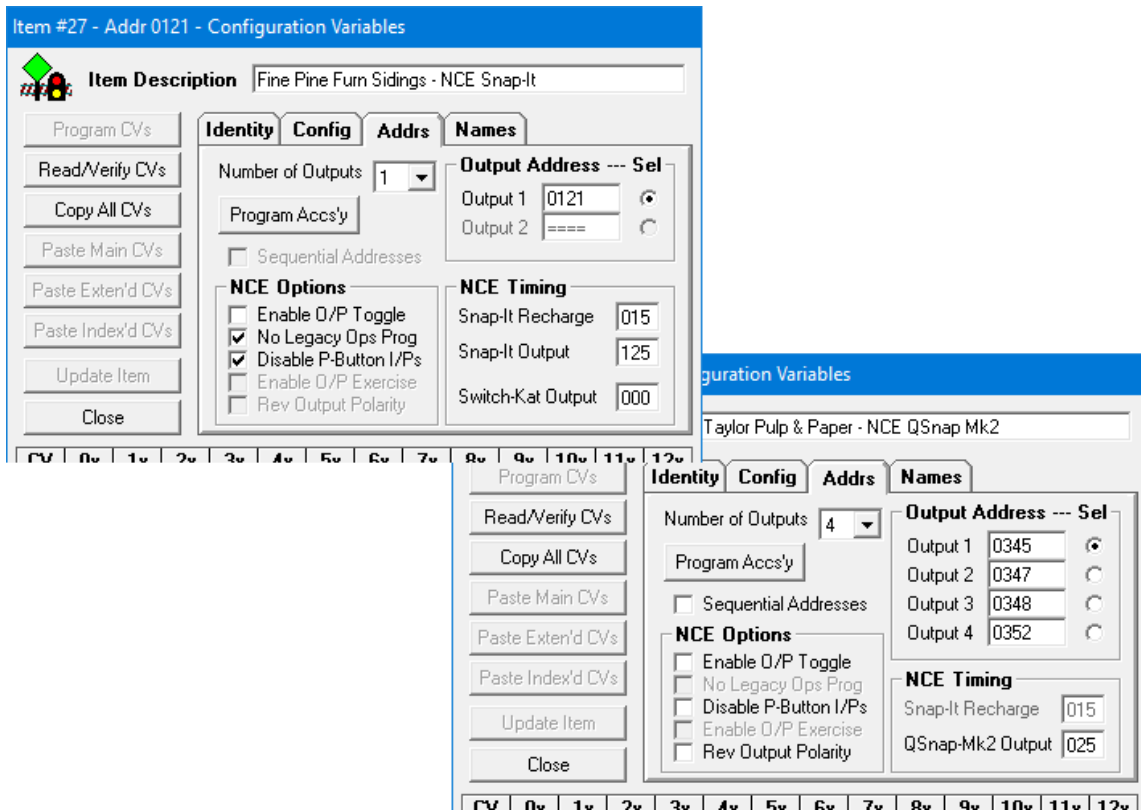 Item #27 - Addr 0121 - Configuration Variables
Item Description Fine Pine Furn Sidings - NCE Snap-It
Program CVs
Read/Verify CVs
Copy All CVs
Paste Main CVs
Paste Exten'd CVs
Paste Index'd CVs
Update Item
Close
Identity Config Addrs Names
Number of Outputs 1
Program Accs'y
Sequential Addresses
Output Address --- Sel
Output 1 0121
Output 2 ====
NCE Options
Enable O/P Toggle
No Legacy Ops Prog
Disable P-Button I/Ps
Enable O/P Exercise
Rev Output Polarity
NCE Timing
Snap-It Recharge 015
Snap-It Output 125
Switch-Kat Output 000
CV 0x 1x 2x 3x 4x 5x 6x 7x 8x 9x 10x 11x 12x
guration Variables
Taylor Pulp & Paper - NCE QSnap Mk2
Program CVs
Read/Verify CVs
Copy All CVs
Paste Main CVs
Paste Exten'd CVs
Paste Index'd CVs
Update Item
Close
Identity Config Addrs Names
Number of Outputs 4
Program Accs'y
Sequential Addresses
Output Address --- Sel
Output 1 0345
Output 2 0347
Output 3 0348
Output 4 0352
NCE Options
Enable O/P Toggle
No Legacy Ops Prog
Disable P-Button I/Ps
Enable O/P Exercise
Rev Output Polarity
NCE Timing
Snap-It Recharge 015
QSnap-Mk2 Output 025
CV 0x 1x 2x 3x 4x 5x 6x 7x 8x 9x 10x 11x 12x